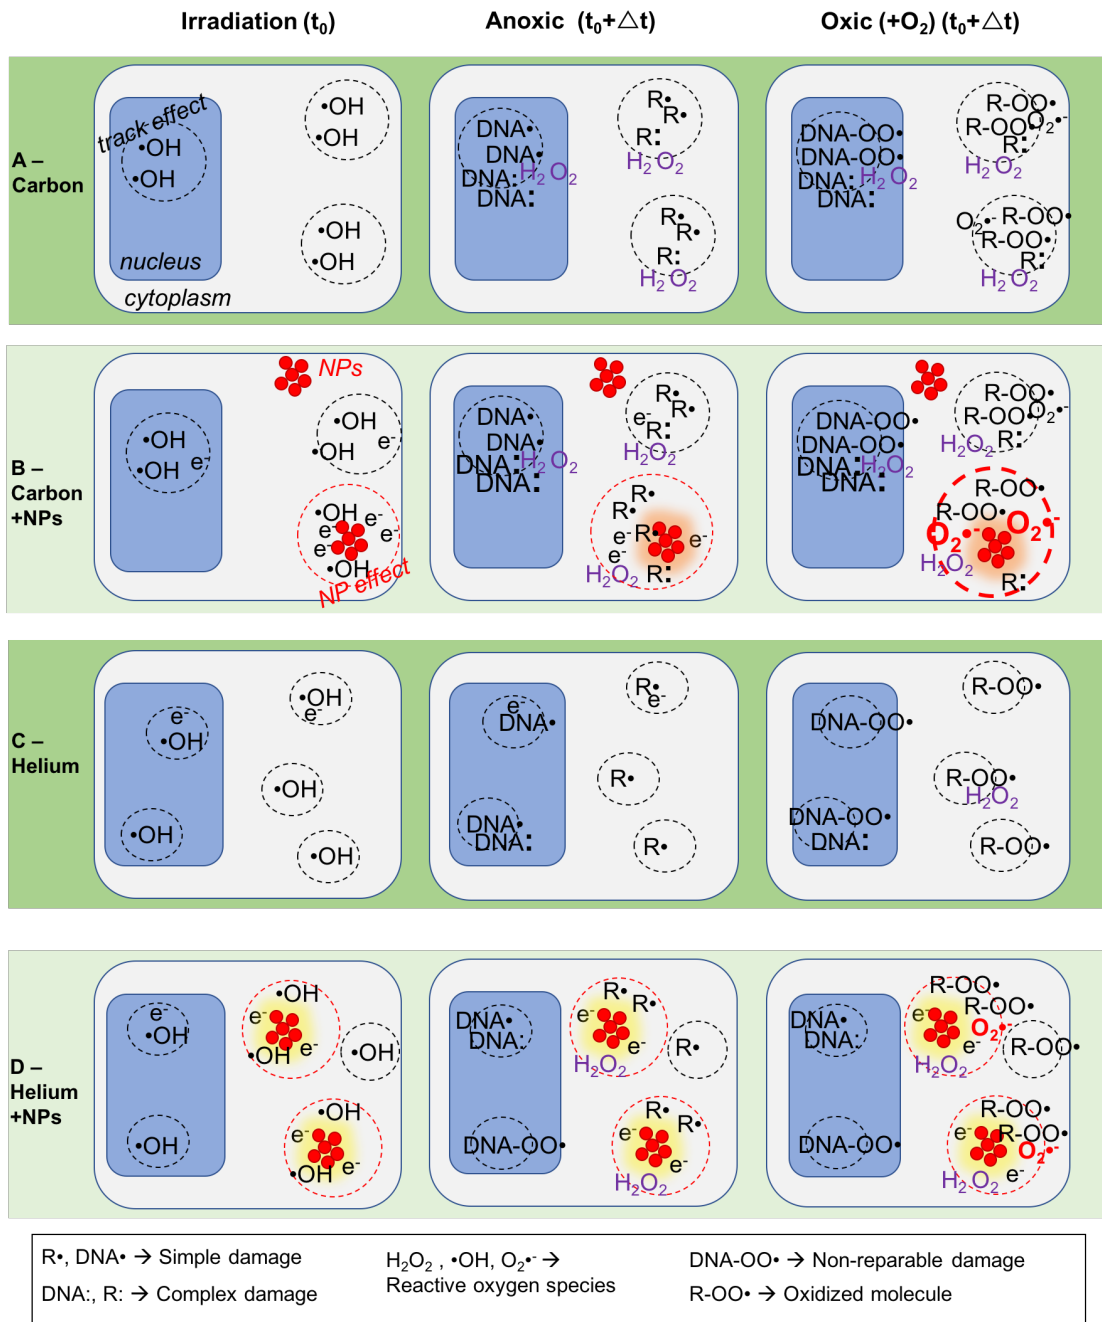 Irradiation (t₀)
Anoxic (t₀+△t)
Oxic (+O₂) (t₀+△t)
A –
Carbon
track effect
•OH
•OH
nucleus
cytoplasm
•OH
•OH
•OH
•OH
DNA•
DNA•
DNA:
H₂O₂
DNA:
R•
R•
R:
H₂O₂
R•
R•
R:
H₂O₂
DNA-OO•
DNA-OO•
DNA:
H₂O₂
DNA:
R-OO•
R-OO•
O₂•⁻
R:
H₂O₂
O₂•⁻
R-OO•
R-OO•
R:
H₂O₂
B –
Carbon
+NPs
•OH
•OH
e⁻
NPs
•OH
•OH
e⁻
•OH
e⁻
e⁻
e⁻
•OH
NP effect
DNA•
DNA•
DNA:
H₂O₂
DNA:
R•
R•
e⁻
R:
H₂O₂
R•
R•
R•
e⁻
e⁻
e⁻
H₂O₂
R:
DNA-OO•
DNA-OO•
DNA:
H₂O₂
DNA:
R-OO•
R-OO•
O₂•⁻
R:
H₂O₂
R-OO•
R-OO•
O₂•⁻
O₂•⁻
H₂O₂
R:
C –
Helium
e⁻
•OH
•OH
•OH
e⁻
•OH
•OH
e⁻
DNA•
DNA•
DNA:
R•
e⁻
R•
R•
DNA-OO•
DNA-OO•
DNA:
R-OO•
R-OO•
H₂O₂
R-OO•
D –
Helium
+NPs
e⁻
•OH
•OH
•OH
e⁻
e⁻
•OH
•OH
•OH
e⁻
e⁻
•OH
DNA•
DNA:
DNA-OO•
R•
R•
e⁻
e⁻
H₂O₂
R•
R•
R•
e⁻
e⁻
H₂O₂
DNA•
DNA:
DNA-OO•
R-OO•
R-OO•
e⁻
O₂•⁻
e⁻
H₂O₂
R-OO•
R-OO•
R-OO•
e⁻
O₂•⁻
e⁻
H₂O₂
R•, DNA• → Simple damage
DNA:, R: → Complex damage
H₂O₂ , •OH, O₂•⁻ →
Reactive oxygen species
DNA-OO• → Non-reparable damage
R-OO• → Oxidized molecule